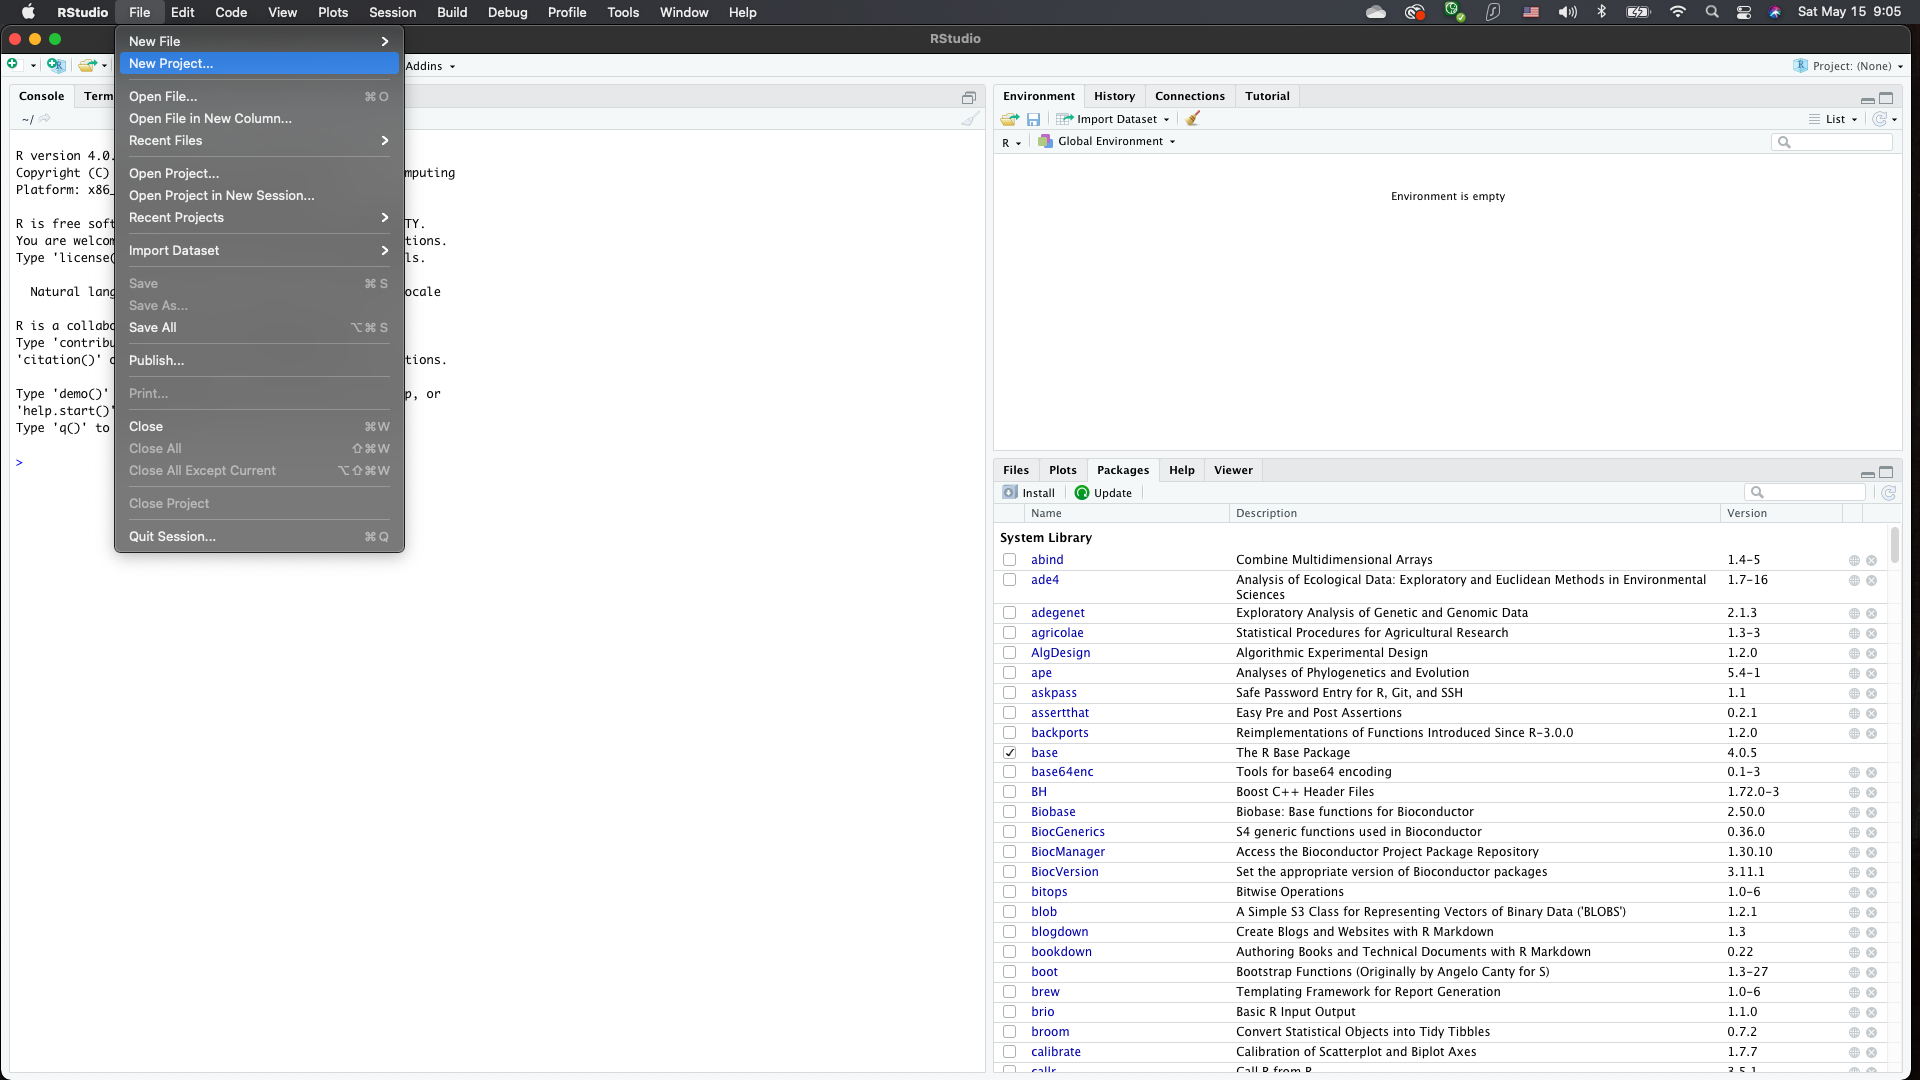 RStudio File Edit Code View Plots Session Build Debug Profile Tools Window Help Sat May 15 9:05
RStudio
Addins Project: (None)
New File
New Project...
Open File... ⌘ O
Open File in New Column...
Recent Files
Open Project...
Open Project in New Session...
Recent Projects
Import Dataset
Save ⌘ S
Save As...
Save All ⌥⌘ S
Publish...
Print...
Close ⌘W
Close All ⇧⌘W
Close All Except Current ⌥⇧⌘W
Close Project
Quit Session... ⌘ Q
Console Term
~/
R version 4.0.
Copyright (C) mputing
Platform: x86_
R is free soft TY.
You are welcom tions.
Type 'license( ls.
Natural lang ocale
R is a collabo
Type 'contribu
'citation()' o tions.
Type 'demo()' p, or
'help.start()'
Type 'q()' to
>
Environment History Connections Tutorial
Import Dataset List
R Global Environment
Environment is empty
Files Plots Packages Help Viewer
Install Update
Name Description Version
System Library
abind Combine Multidimensional Arrays 1.4-5
ade4 Analysis of Ecological Data: Exploratory and Euclidean Methods in Environmental 1.7-16
Sciences
adegenet Exploratory Analysis of Genetic and Genomic Data 2.1.3
agricolae Statistical Procedures for Agricultural Research 1.3-3
AlgDesign Algorithmic Experimental Design 1.2.0
ape Analyses of Phylogenetics and Evolution 5.4-1
askpass Safe Password Entry for R, Git, and SSH 1.1
assertthat Easy Pre and Post Assertions 0.2.1
backports Reimplementations of Functions Introduced Since R-3.0.0 1.2.0
base The R Base Package 4.0.5
base64enc Tools for base64 encoding 0.1-3
BH Boost C++ Header Files 1.72.0-3
Biobase Biobase: Base functions for Bioconductor 2.50.0
BiocGenerics S4 generic functions used in Bioconductor 0.36.0
BiocManager Access the Bioconductor Project Package Repository 1.30.10
BiocVersion Set the appropriate version of Bioconductor packages 3.11.1
bitops Bitwise Operations 1.0-6
blob A Simple S3 Class for Representing Vectors of Binary Data ('BLOBS') 1.2.1
blogdown Create Blogs and Websites with R Markdown 1.3
bookdown Authoring Books and Technical Documents with R Markdown 0.22
boot Bootstrap Functions (Originally by Angelo Canty for S) 1.3-27
brew Templating Framework for Report Generation 1.0-6
brio Basic R Input Output 1.1.0
broom Convert Statistical Objects into Tidy Tibbles 0.7.2
calibrate Calibration of Scatterplot and Biplot Axes 1.7.7
callr Call R from R 3.5.1